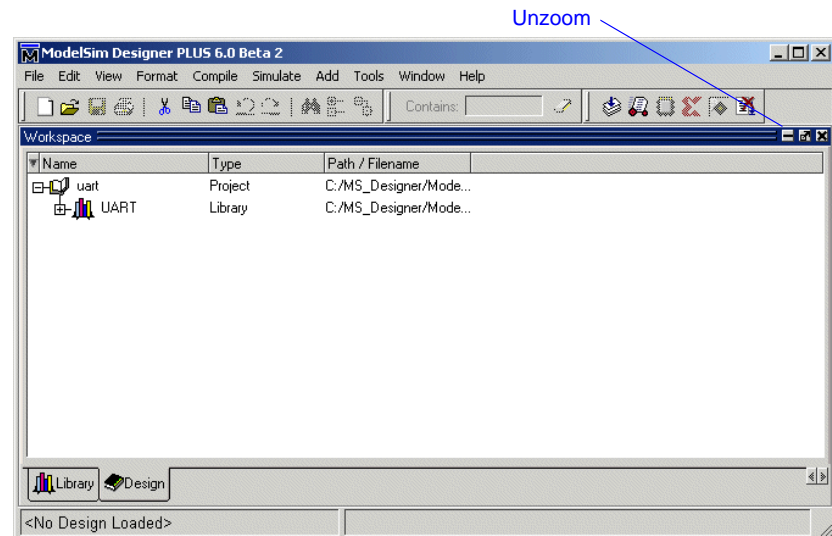 Unzoom
ModelSim Designer PLUS 6.0 Beta 2
File Edit View Format Compile Simulate Add Tools Window Help
Contains:
Workspace
Name Type Path / Filename
uart Project C:/MS_Designer/Mode...
UART Library C:/MS_Designer/Mode...
Library Design
<No Design Loaded>